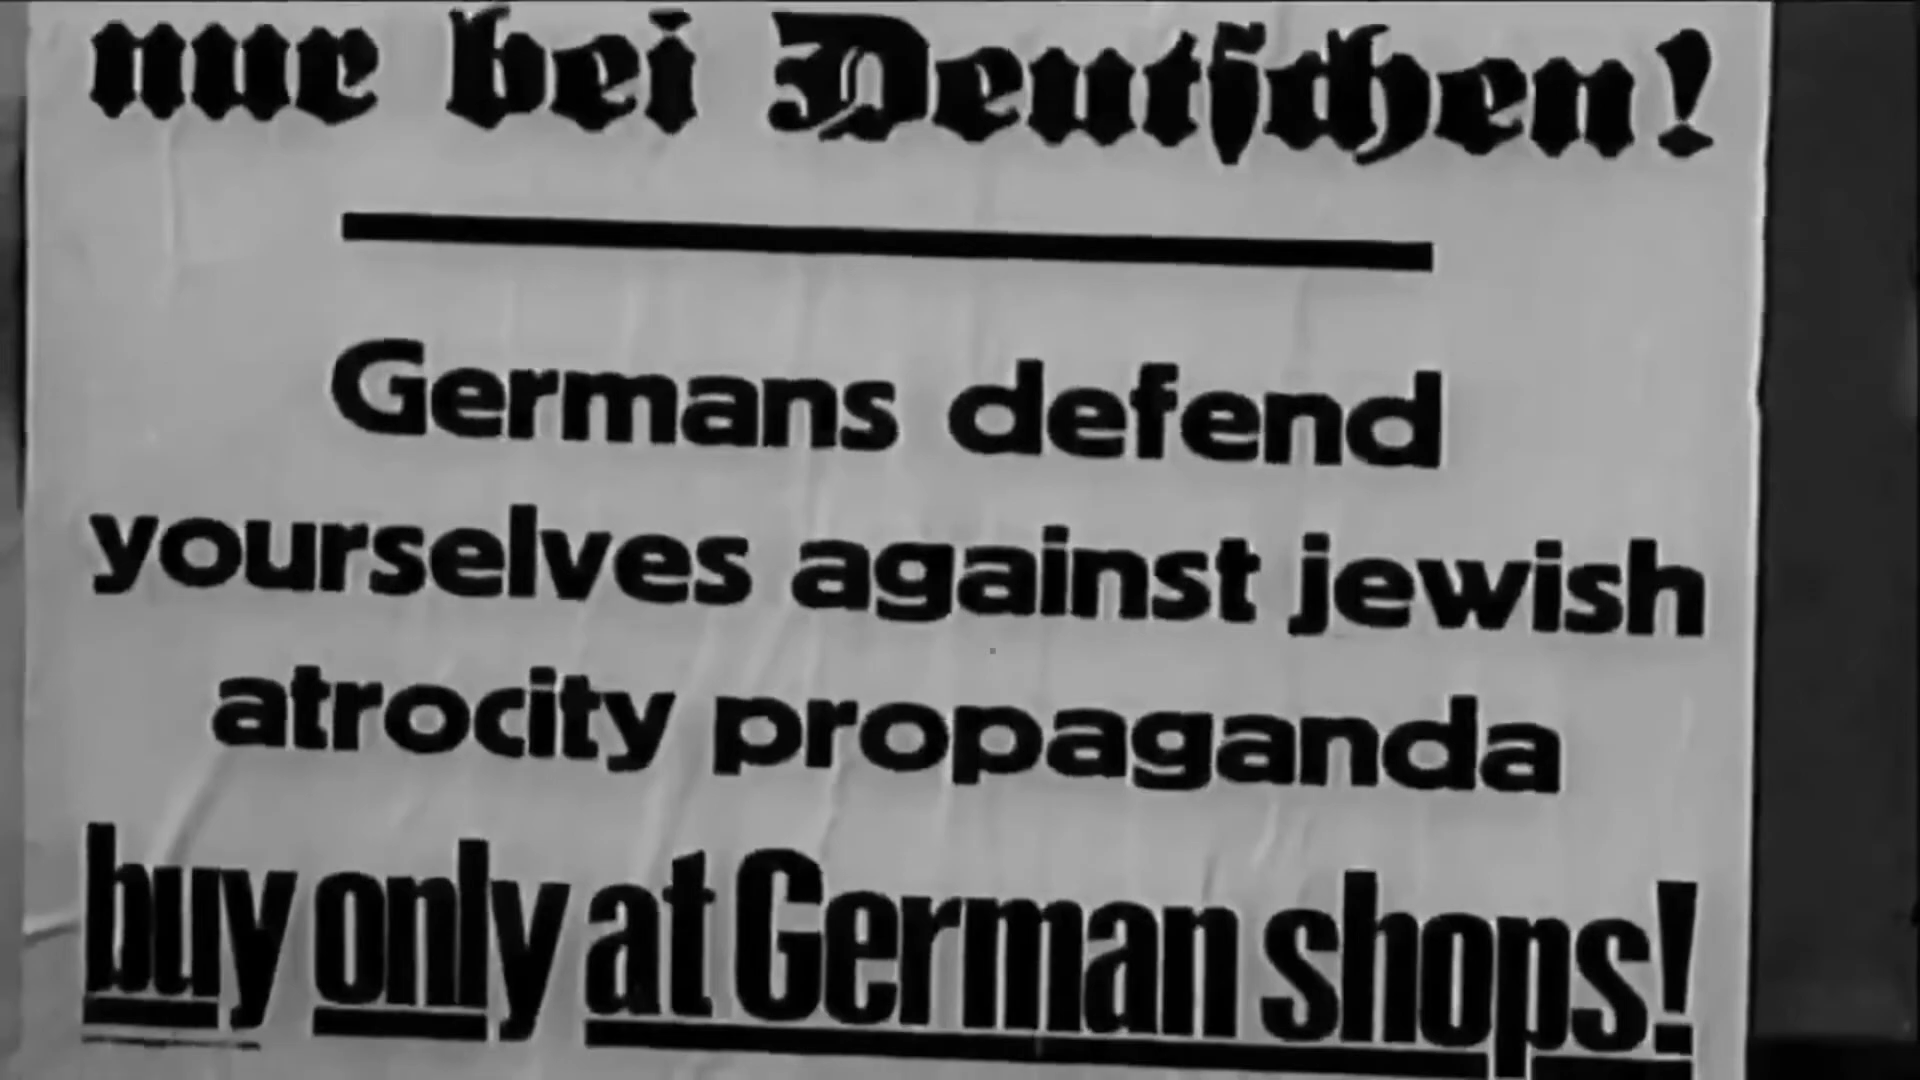 nur bei Deutschen!
Germans defend
yourselves against jewish
atrocity propaganda
buy only at German shops!